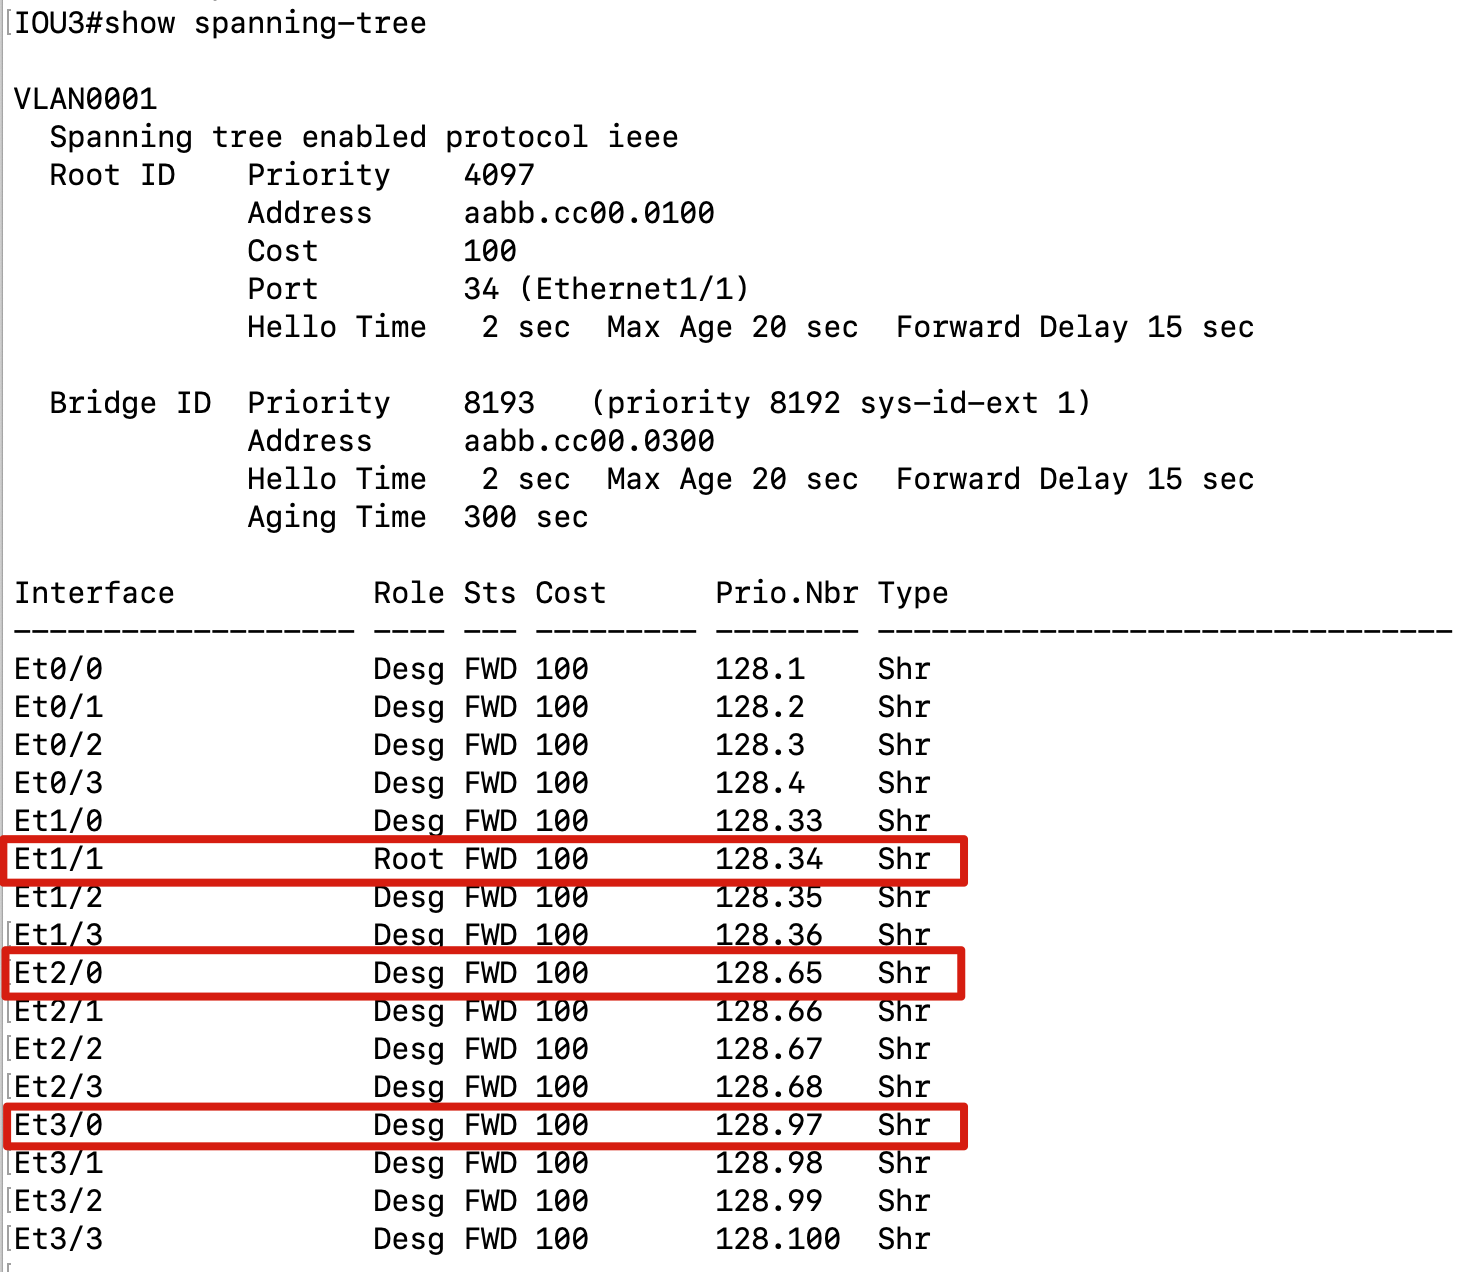 IOU3#show spanning-tree
VLAN0001
Spanning tree enabled protocol ieee
Root ID Priority 4097
Address aabb.cc00.0100
Cost 100
Port 34 (Ethernet1/1)
Hello Time 2 sec Max Age 20 sec Forward Delay 15 sec
Bridge ID Priority 8193 (priority 8192 sys-id-ext 1)
Address aabb.cc00.0300
Hello Time 2 sec Max Age 20 sec Forward Delay 15 sec
Aging Time 300 sec
Interface Role Sts Cost Prio.Nbr Type
------------------- ---- --- --------- -------- --------------------------------
Et0/0 Desg FWD 100 128.1 Shr
Et0/1 Desg FWD 100 128.2 Shr
Et0/2 Desg FWD 100 128.3 Shr
Et0/3 Desg FWD 100 128.4 Shr
Et1/0 Desg FWD 100 128.33 Shr
Et1/1 Root FWD 100 128.34 Shr
Et1/2 Desg FWD 100 128.35 Shr
Et1/3 Desg FWD 100 128.36 Shr
Et2/0 Desg FWD 100 128.65 Shr
Et2/1 Desg FWD 100 128.66 Shr
Et2/2 Desg FWD 100 128.67 Shr
Et2/3 Desg FWD 100 128.68 Shr
Et3/0 Desg FWD 100 128.97 Shr
Et3/1 Desg FWD 100 128.98 Shr
Et3/2 Desg FWD 100 128.99 Shr
Et3/3 Desg FWD 100 128.100 Shr